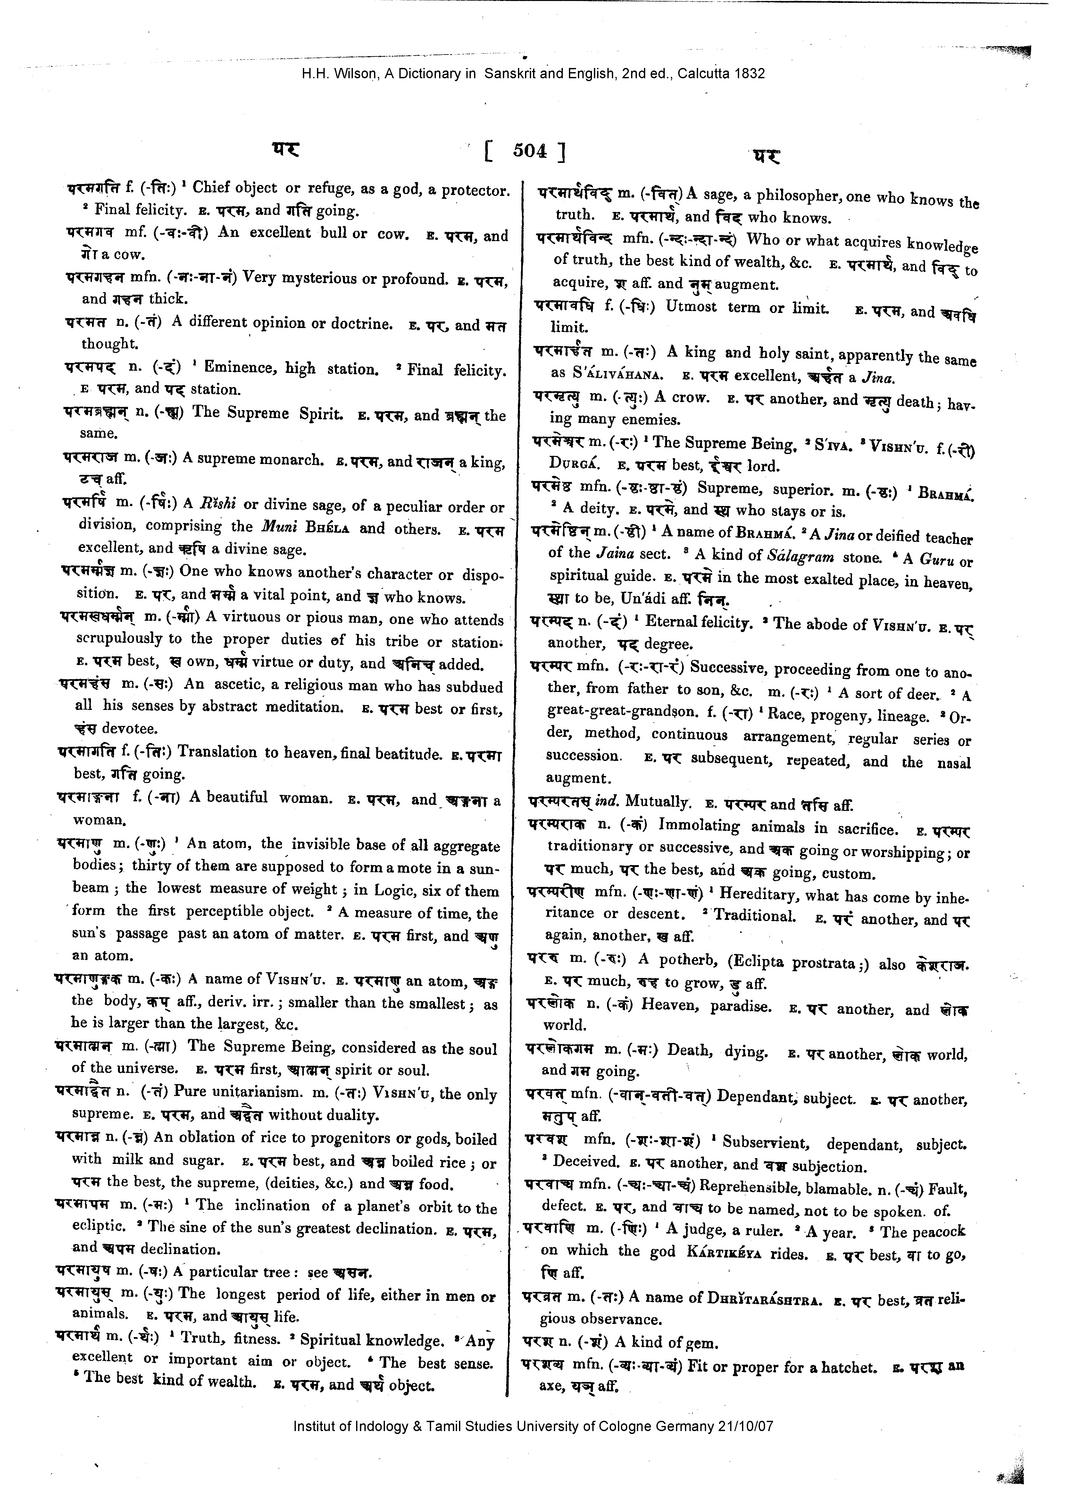 H.H. Wilson, A Dictionary in Sanskrit and English, 2nd ed., Calcutta 1832
पर [ 504 ] पर
परमगति f. (-तिः) ¹ Chief object or refuge, as a god, a protector.
² Final felicity. E. परम, and गति going.
परमगव mf. (-वः-वी) An excellent bull or cow. E. परम, and
गो a cow.
परमगहन mfn. (-नः-ना-नं) Very mysterious or profound. E. परम,
and गहन thick.
परमत n. (-तं) A different opinion or doctrine. E. पर, and मत
thought.
परमपद n. (-दं) ¹ Eminence, high station. ² Final felicity.
E परम, and पद station.
परमब्रह्मन् n. (-ह्म) The Supreme Spirit. E. परम, and ब्रह्मन् the
same.
परमराज m. (-जः) A supreme monarch. E. परम, and राजन् a king,
टच् aff.
परमर्षि m. (-र्षिः) A Rĭshi or divine sage, of a peculiar order or
division, comprising the Muni BHÉLA and others. E. परम
excellent, and ऋषि a divine sage.
परमर्म्मज्ञ m. (-ज्ञः) One who knows another's character or dispo-
sition. E. पर, and मर्म्म a vital point, and ज्ञ who knows.
परमस्वधर्म्मन् m. (-र्म्मा) A virtuous or pious man, one who attends
scrupulously to the proper duties of his tribe or station.
E. परम best, स्व own, धर्म्म virtue or duty, and अनिच् added.
परमहंस m. (-सः) An ascetic, a religious man who has subdued
all his senses by abstract meditation. E. परम best or first,
हंस devotee.
परमागति f. (-तिः) Translation to heaven, final beatitude. E. परमा
best, गति going.
परमाङ्गना f. (-ना) A beautiful woman. E. परम, and अङ्गना a
woman.
परमाणु m. (-णुः) ¹ An atom, the invisible base of all aggregate
bodies; thirty of them are supposed to form a mote in a sun-
beam; the lowest measure of weight; in Logic, six of them
form the first perceptible object. ² A measure of time, the
sun's passage past an atom of matter. E. परम first, and अणु
an atom.
परमाणुङ्गक m. (-कः) A name of VISHN'U. E. परमाणु an atom, अङ्ग
the body, कप् aff., deriv. irr.; smaller than the smallest; as
he is larger than the largest, &c.
परमात्मन् m. (-त्मा) The Supreme Being, considered as the soul
of the universe. E. परम first, आत्मन् spirit or soul.
परमाद्वैत n. (-तं) Pure unitarianism. m. (-तः) VISHN'U, the only
supreme. E. परम, and अद्वैत without duality.
परमान्न n. (-न्नं) An oblation of rice to progenitors or gods, boiled
with milk and sugar. E. परम best, and अन्न boiled rice; or
परम the best, the supreme, (deities, &c.) and अन्न food.
परमापम m. (-मः) ¹ The inclination of a planet's orbit to the
ecliptic. ² The sine of the sun's greatest declination. E. परम,
and अपम declination.
परमायुष m. (-षः) A particular tree: see असन.
परमायुस् m. (-युः) The longest period of life, either in men or
animals. E. परम, and आयुस् life.
परमार्थ m. (-र्थः) ¹ Truth, fitness. ² Spiritual knowledge. ³ Any
excellent or important aim or object. ⁴ The best sense.
⁵ The best kind of wealth. E. परम, and अर्थ object.
परमार्थविद् m. (-वित्) A sage, a philosopher, one who knows the
truth. E. परमार्थ, and विद् who knows.
परमार्थविन्द mfn. (-न्दः-न्दा-न्दं) Who or what acquires knowledge
of truth, the best kind of wealth, &c. E. परमार्थ, and विद् to
acquire, श aff. and नुम् augment.
परमावधि f. (-धिः) Utmost term or limit. E. परम, and अवधि
limit.
परमार्हत m. (-तः) A king and holy saint, apparently the same
as S'ÁLIVÁHANA. E. परम excellent, अर्हत a Jina.
परमृत्यु m. (-त्युः) A crow. E. पर another, and मृत्यु death; hav-
ing many enemies.
परमेश्वर m. (-रः) ¹ The Supreme Being. ² S'IVA. ³ VISHN'U. f. (-री)
DURGÁ. E. परम best, ईश्वर lord.
परमेष्ठ mfn. (-ष्ठः-ष्ठा-ष्ठं) Supreme, superior. m. (-ष्ठः) ¹ BRAHMÁ.
² A deity. E. परमे, and स्थ who stays or is.
परमेष्ठिन् m. (-ष्ठी) ¹ A name of BRAHMÁ. ² A Jina or deified teacher
of the Jaina sect. ³ A kind of Sálagram stone. ⁴ A Guru or
spiritual guide. E. परमे in the most exalted place, in heaven,
स्था to be, Un'ádi aff. निन्.
परम्पद n. (-दं) ¹ Eternal felicity. ² The abode of VISHN'U. E. पर
another, पद degree.
परम्पर mfn. (-रः-रा-रं) Successive, proceeding from one to ano-
ther, from father to son, &c. m. (-रः) ¹ A sort of deer. ² A
great-great-grandson. f. (-रा) ¹ Race, progeny, lineage. ² Or-
der, method, continuous arrangement, regular series or
succession. E. पर subsequent, repeated, and the nasal
augment.
परम्परतस् ind. Mutually. E. परम्पर and तसि aff.
परम्पराक n. (-कं) Immolating animals in sacrifice. E. परम्पर
traditionary or successive, and अक going or worshipping; or
पर much, पर the best, and अक going, custom.
परम्परीण mfn. (-णः-णा-णं) ¹ Hereditary, what has come by inhe-
ritance or descent. ² Traditional. E. परं another, and पर
again, another, ख aff.
पररु m. (-रुः) A potherb, (Eclipta prostrata;) also केशराज.
E. पर much, रुह to grow, डु aff.
परलोक n. (-कं) Heaven, paradise. E. पर another, and लोक
world.
परलोकगम m. (-मः) Death, dying. E. पर another, लोक world,
and गम going.
परवत् mfn. (-वान्-वती-वत्) Dependant, subject. E. पर another,
मतुप् aff.
परवश mfn. (-शः-शा-शं) ¹ Subservient, dependant, subject.
² Deceived. E. पर another, and वश subjection.
परवाच्य mfn. (-च्यः-च्या-च्यं) Reprehensible, blamable. n. (-च्यं) Fault,
defect. E. पर, and वाच्य to be named, not to be spoken. of.
परवाणि m. (-णिः) ¹ A judge, a ruler. ² A year. ³ The peacock
on which the god KÁRTIKÉYA rides. E. पर best, वा to go,
णि aff.
परव्रत m. (-तः) A name of DHRĬTARÁSHTRA. E. पर best, व्रत reli-
gious observance.
परश n. (-शं) A kind of gem.
परशव्य mfn. (-व्यः-व्या-व्यं) Fit or proper for a hatchet. E. परशु an
axe, यञ् aff.
Institut of Indology & Tamil Studies University of Cologne Germany 21/10/07